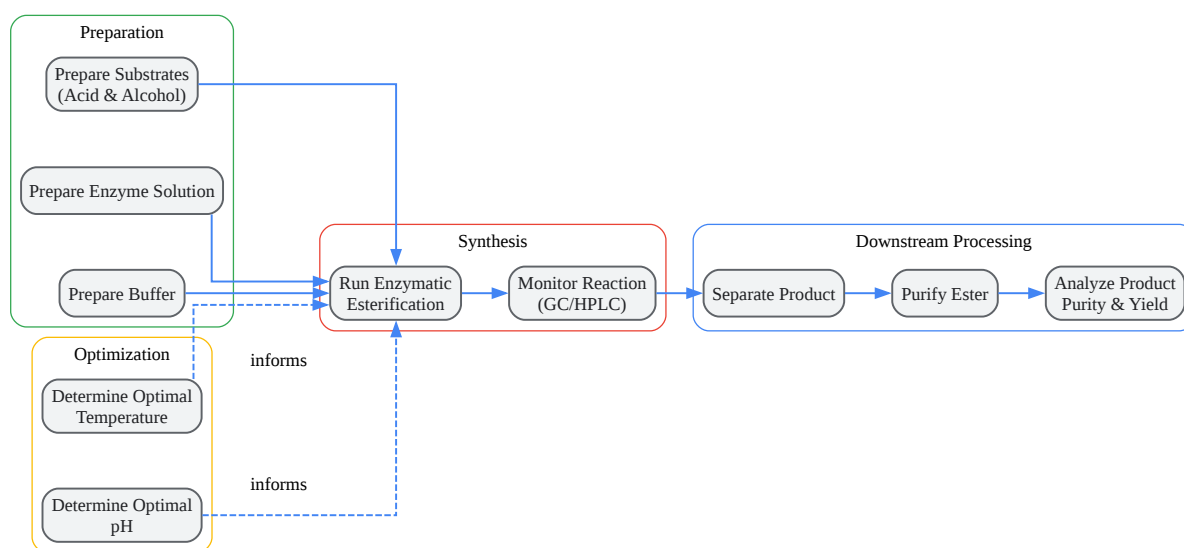 Preparation
Prepare Substrates
(Acid & Alcohol)
Prepare Enzyme Solution
Prepare Buffer
Optimization
Determine Optimal
Temperature
Determine Optimal
pH
informs
informs
Synthesis
Run Enzymatic
Esterification
Monitor Reaction
(GC/HPLC)
Downstream Processing
Separate Product
Purify Ester
Analyze Product
Purity & Yield